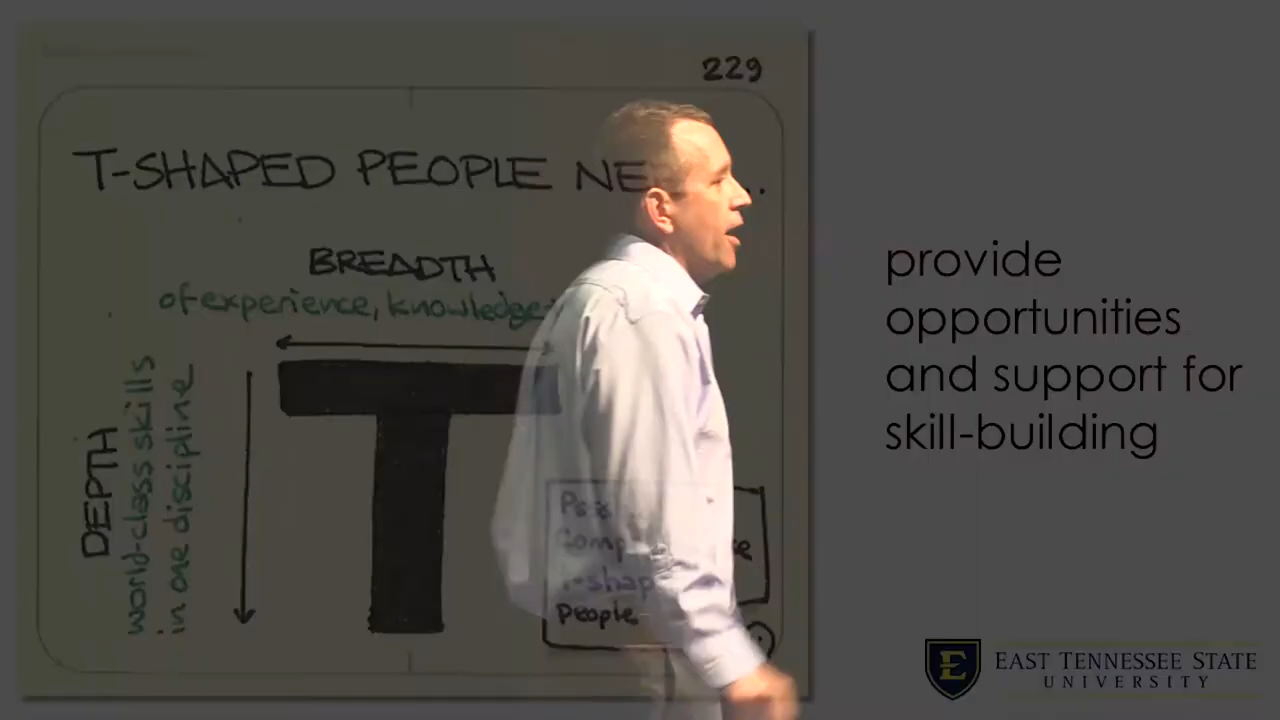 229
T-SHAPED PEOPLE NE
BREADTH
of experience, knowledge
DEPTH
world-class skills
in one discipline
People
provide
opportunities
and support for
skill-building
E
EAST TENNESSEE STATE
UNIVERSITY